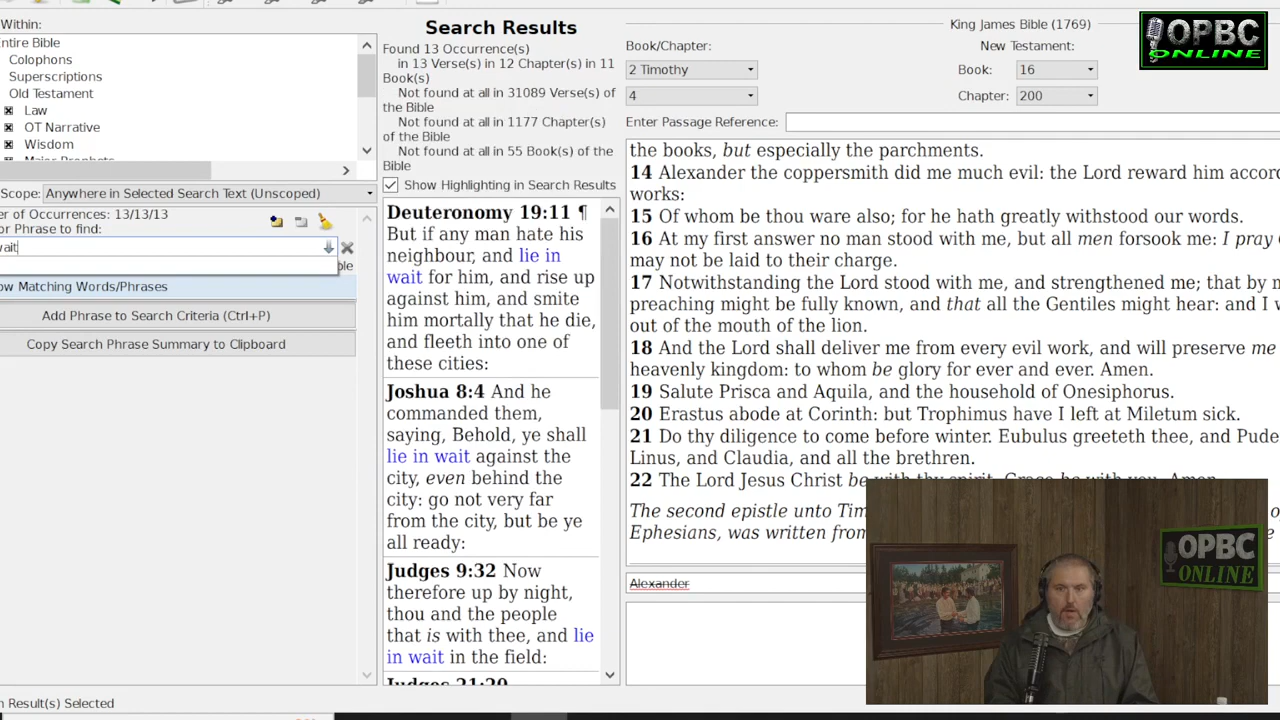 Within:
ntire Bible
Colophons
Superscriptions
Old Testament
Law
OT Narrative
Wisdom
Major Prophets
Scope: Anywhere in Selected Search Text (Unscoped)
er of Occurrences: 13/13/13
or Phrase to find:
wait
ble
ow Matching Words/Phrases
Add Phrase to Search Criteria (Ctrl+P)
Copy Search Phrase Summary to Clipboard
n Result(s) Selected
Search Results
Found 13 Occurrence(s)
in 13 Verse(s) in 12 Chapter(s) in 11
Book(s)
Not found at all in 31089 Verse(s) of
the Bible
Not found at all in 1177 Chapter(s)
of the Bible
Not found at all in 55 Book(s) of the
Bible
Show Highlighting in Search Results
Deuteronomy 19:11 ¶
But if any man hate his
neighbour, and lie in
wait for him, and rise up
against him, and smite
him mortally that he die,
and fleeth into one of
these cities:
Joshua 8:4 And he
commanded them,
saying, Behold, ye shall
lie in wait against the
city, even behind the
city: go not very far
from the city, but be ye
all ready:
Judges 9:32 Now
therefore up by night,
thou and the people
that is with thee, and lie
in wait in the field:
Judges 21:20
King James Bible (1769)
Book/Chapter:
New Testament:
2 Timothy
Book: 16
4
Chapter: 200
Enter Passage Reference:
the books, but especially the parchments.
14 Alexander the coppersmith did me much evil: the Lord reward him accor
works:
15 Of whom be thou ware also; for he hath greatly withstood our words.
16 At my first answer no man stood with me, but all men forsook me: I pray
may not be laid to their charge.
17 Notwithstanding the Lord stood with me, and strengthened me; that by m
preaching might be fully known, and that all the Gentiles might hear: and I w
out of the mouth of the lion.
18 And the Lord shall deliver me from every evil work, and will preserve me
heavenly kingdom: to whom be glory for ever and ever. Amen.
19 Salute Prisca and Aquila, and the household of Onesiphorus.
20 Erastus abode at Corinth: but Trophimus have I left at Miletum sick.
21 Do thy diligence to come before winter. Eubulus greeteth thee, and Pude
Linus, and Claudia, and all the brethren.
22 The Lord Jesus Christ be with thy spirit. Grace be with you. Amen.
The second epistle unto Tim
Ephesians, was written from
Alexander
OPBC
ONLINE
OPBC
ONLINE